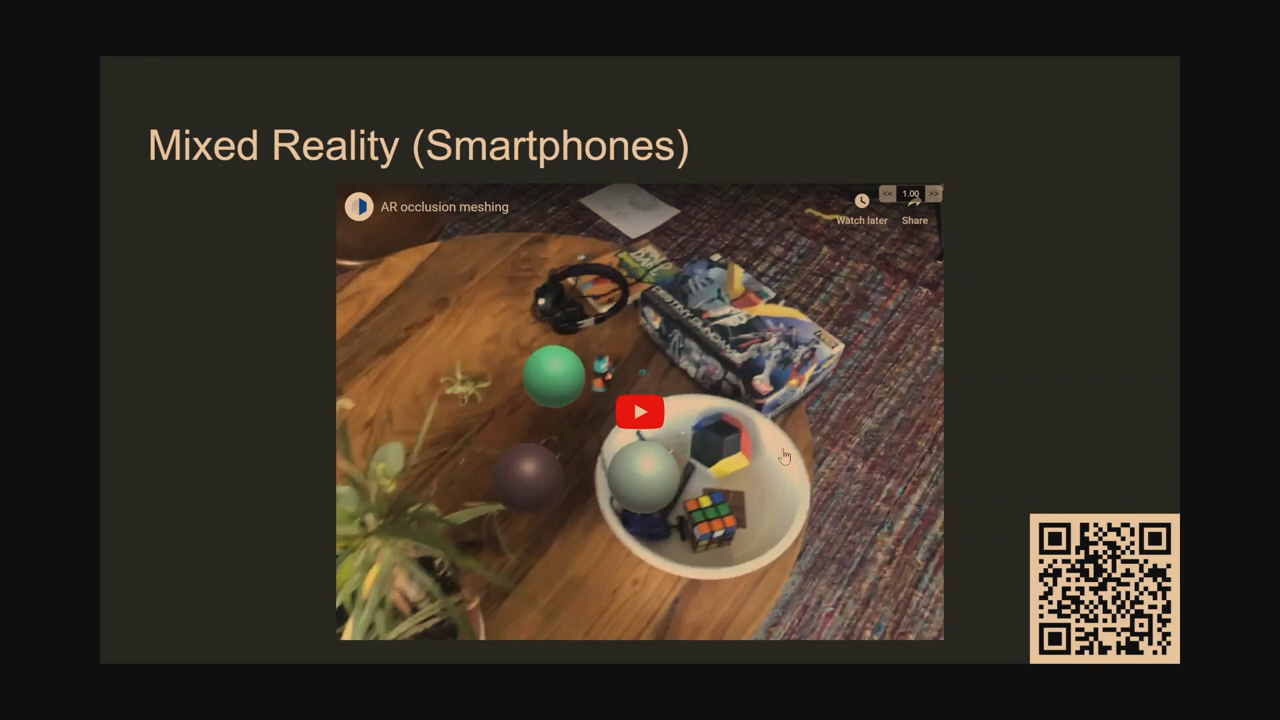 Mixed Reality (Smartphones)
AR occlusion meshing
<< 1.00 >>
Watch later
Share